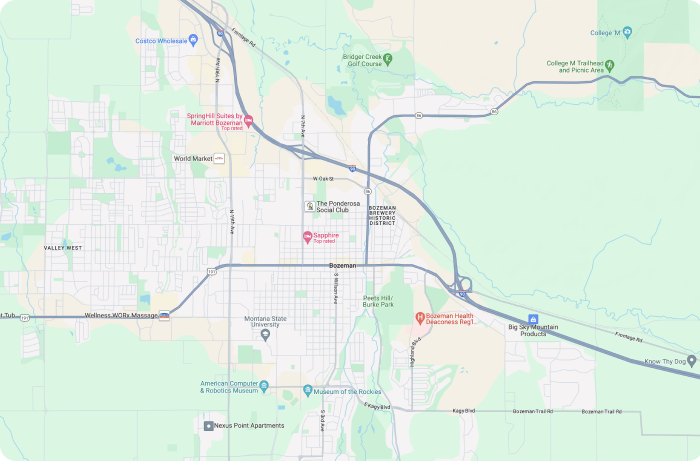 College 'M'
Costco Wholesale
Frontage Rd
Bridger Creek
Golf Course
College M Trailhead
and Picnic Area
N 19th Ave
SpringHill Suites by
Marriott Bozeman
Top rated
86
86
N 7th Ave
World Market
90
W Oak St
86
The Ponderosa
Social Club
BOZEMAN
BREWERY
HISTORIC
DISTRICT
N 19th Ave
Sapphire
Top rated
VALLEY WEST
Bozeman
191
S Willson Ave
Peets Hill/
Burke Park
t Tub
191
Wellness WORx Massage
Montana State
University
Bozeman Health
Deaconess Reg'l...
Big Sky Mountain
Products
Frontage Rd
Highland Blvd
Know Thy Dog
American Computer
& Robotics Museum
Museum of the Rockies
E Kagy Blvd
Kagy Blvd
Bozeman Trail Rd
Bozeman Trail Rd
S 3rd Ave
Nexus Point Apartments